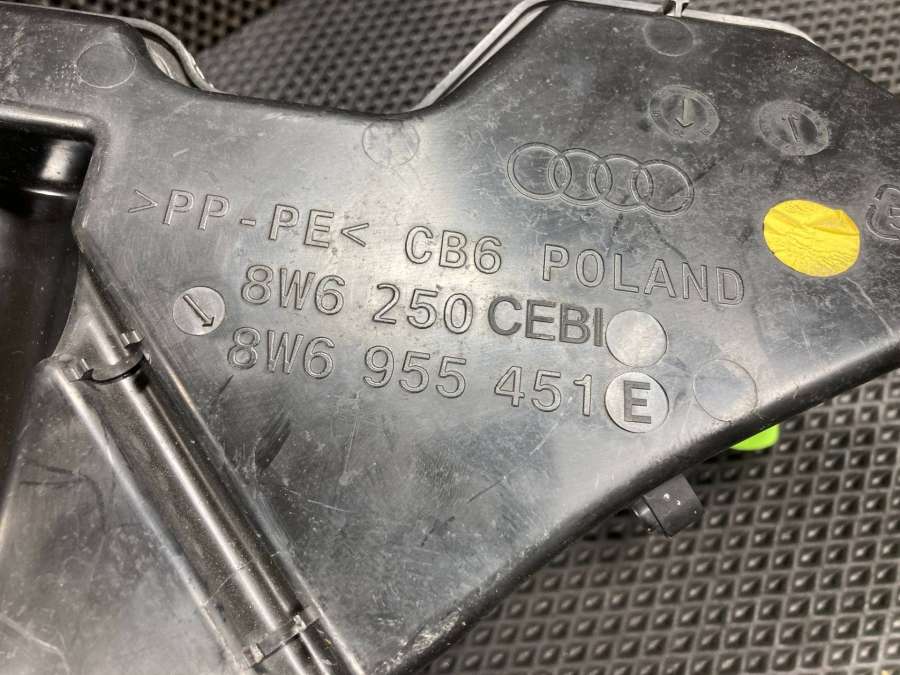 >PP-PE< CB6 POLAND
8W6 250 CEBI
8W6 955 451 E